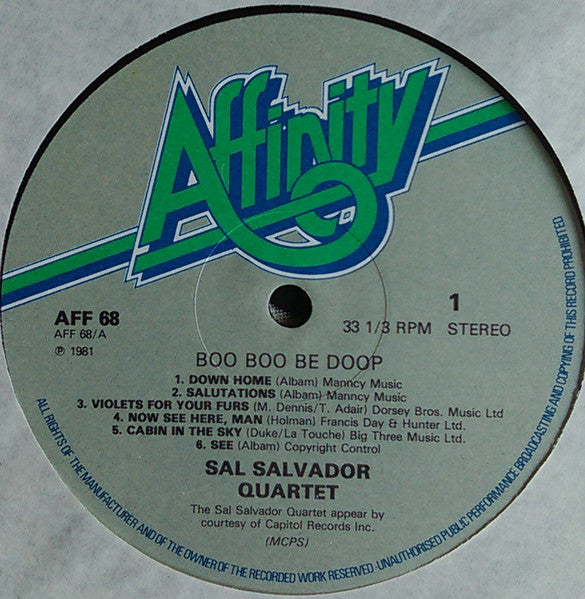 Affinity
AFF 68
AFF 68/A
℗ 1981
1
33 1/3 RPM STEREO
BOO BOO BE DOOP
1. DOWN HOME (Albam) Manncy Music
2. SALUTATIONS (Albam) Manncy Music
3. VIOLETS FOR YOUR FURS (M. Dennis/T. Adair) Dorsey Bros. Music Ltd
4. NOW SEE HERE, MAN (Holman) Francis Day & Hunter Ltd.
5. CABIN IN THE SKY (Duke/La Touche) Big Three Music Ltd.
6. SEE (Albam) Copyright Control
SAL SALVADOR
QUARTET
The Sal Salvador Quartet appear by
courtesy of Capitol Records Inc.
(MCPS)
ALL RIGHTS OF THE MANUFACTURER AND OF THE OWNER OF THE RECORDED WORK RESERVED · UNAUTHORISED PUBLIC PERFORMANCE BROADCASTING AND COPYING OF THIS RECORD PROHIBITED